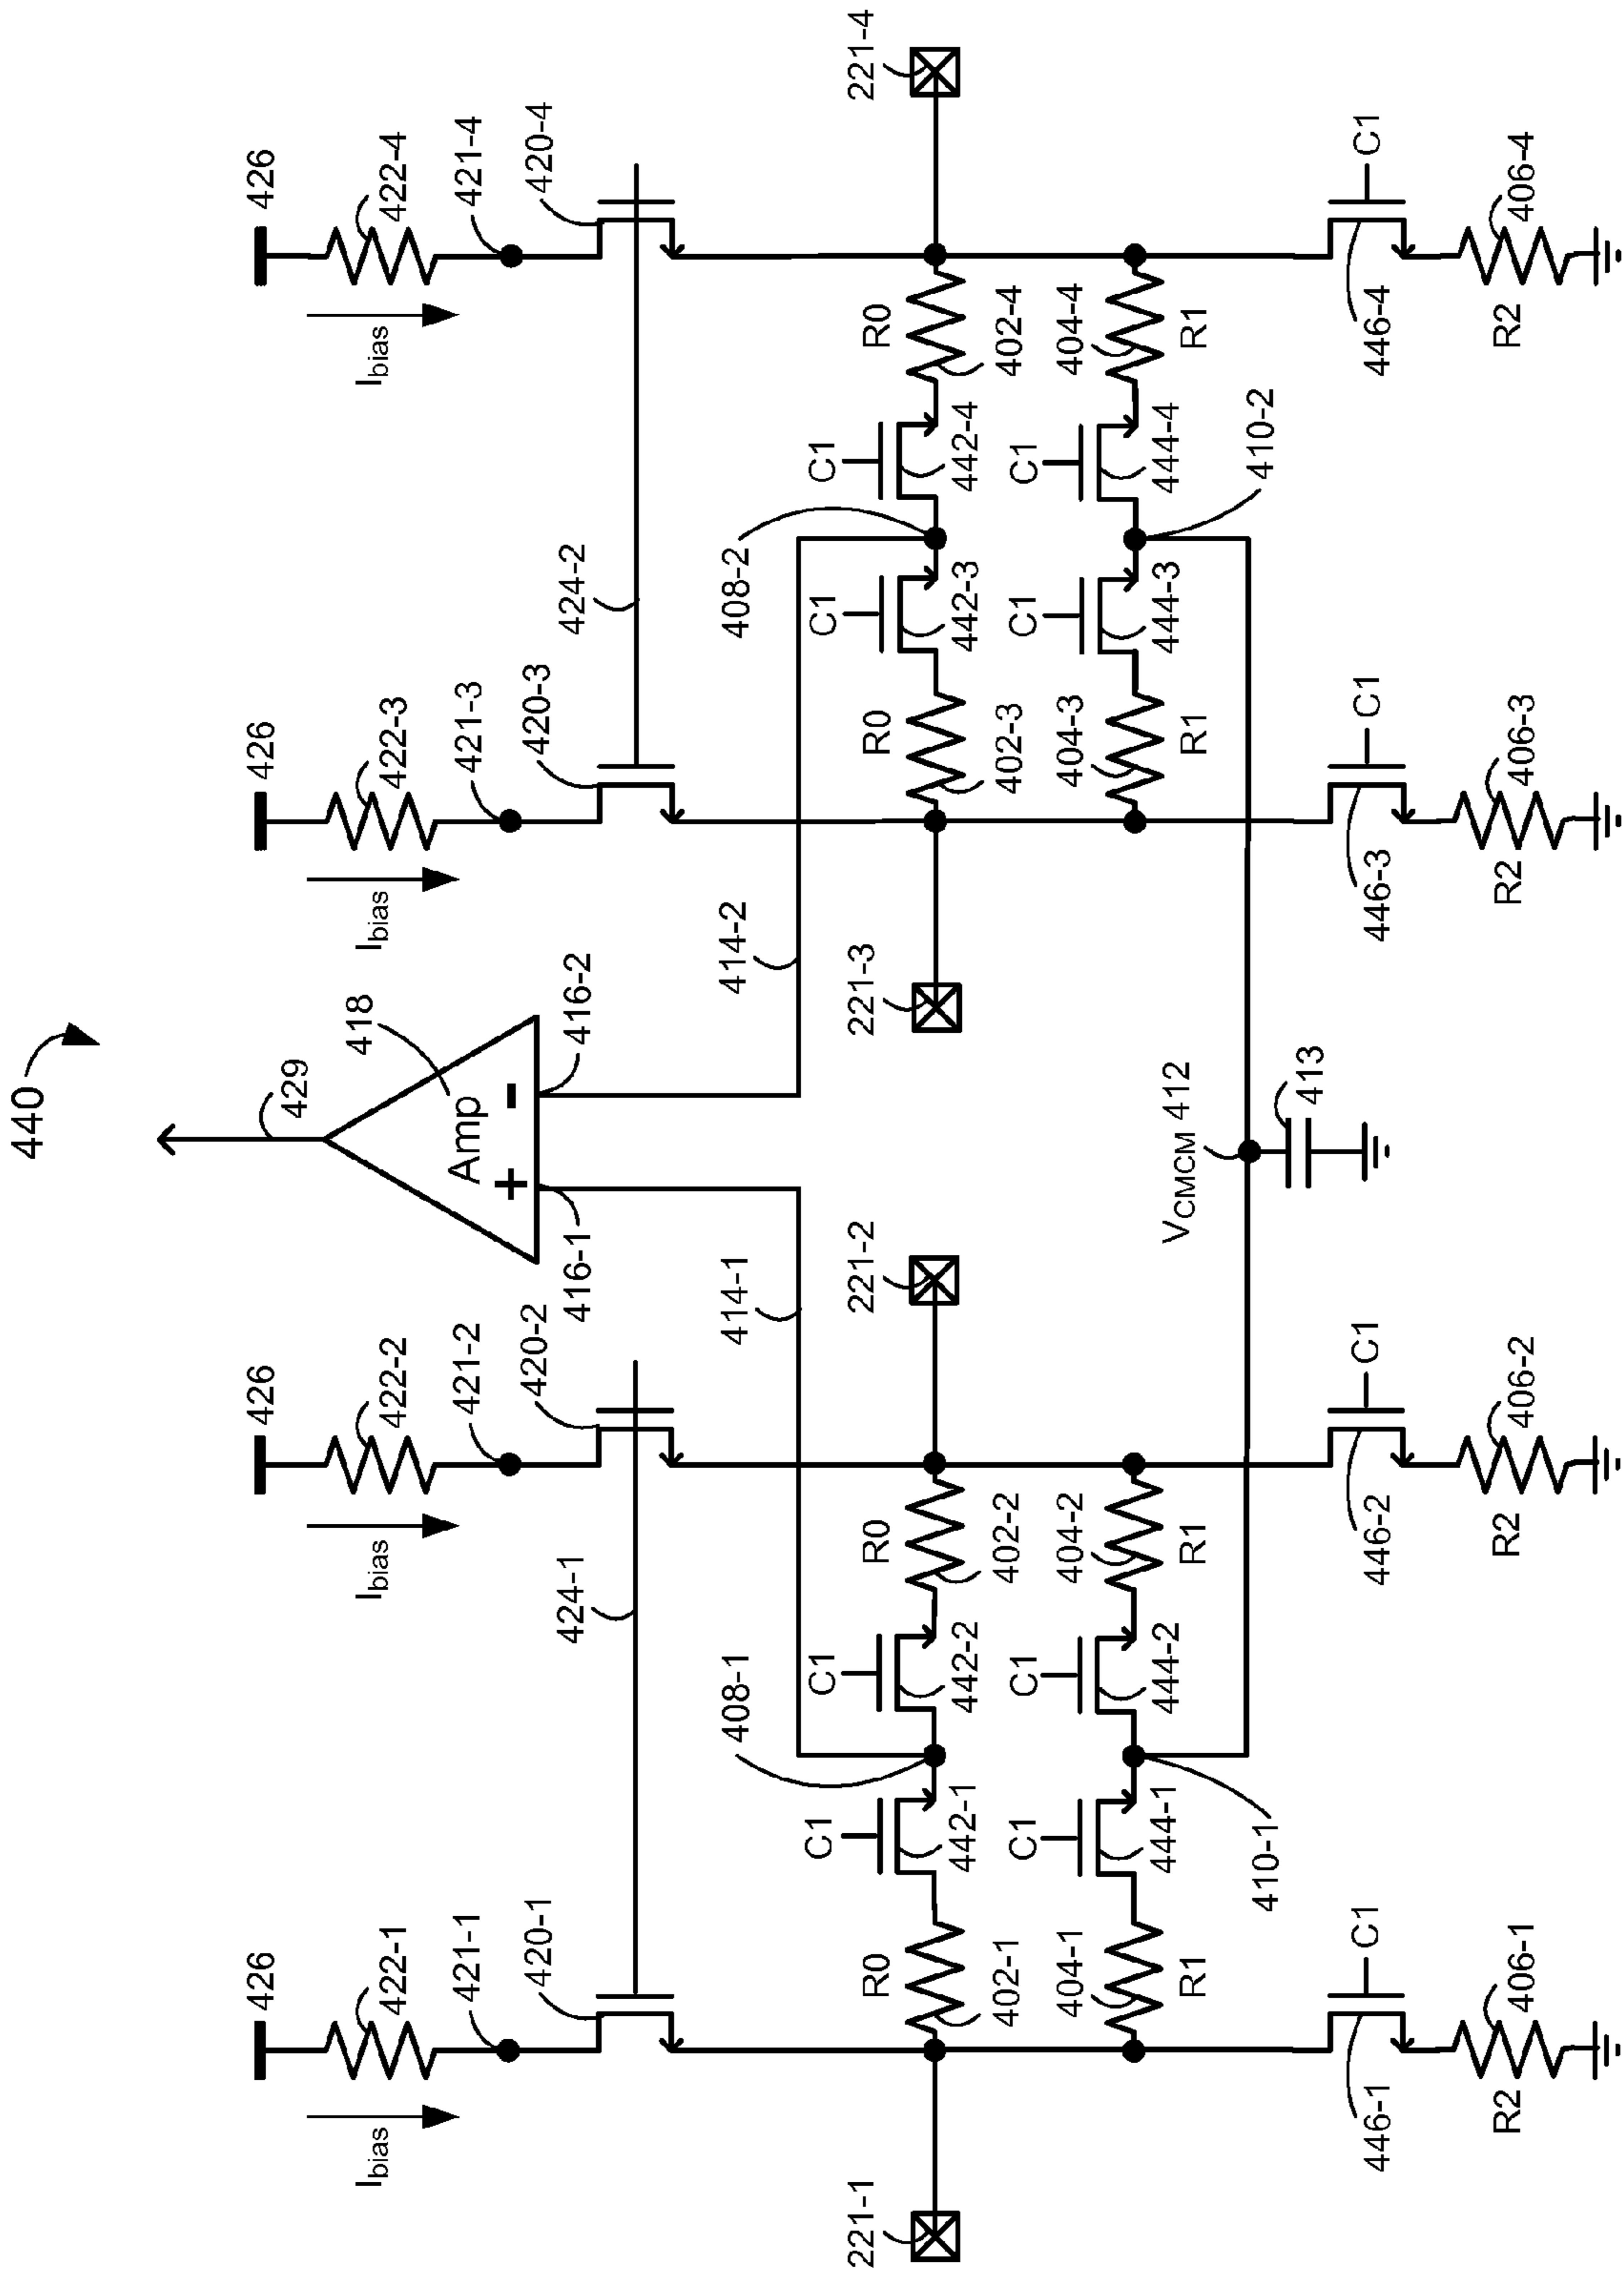 440
426
426
426
426
429
418
Ibias
422-1
Ibias
422-2
Ibias
422-3
Ibias
422-4
421-1
421-2
Amp
421-3
421-4
+
-
420-1
420-2
420-3
420-4
424-1
416-1
416-2
424-2
408-1
414-1
414-2
408-2
C1
C1
C1
C1
221-1
R0
R0
221-2
221-3
R0
R0
221-4
442-1
442-2
442-3
442-4
402-1
402-2
402-3
402-4
C1
C1
C1
C1
404-1
404-2
404-3
404-4
444-1
444-2
444-3
444-4
R1
R1
VCMCM 412
R1
R1
410-1
410-2
413
446-1
C1
446-2
C1
446-3
C1
446-4
C1
R2
406-1
R2
406-2
R2
406-3
R2
406-4